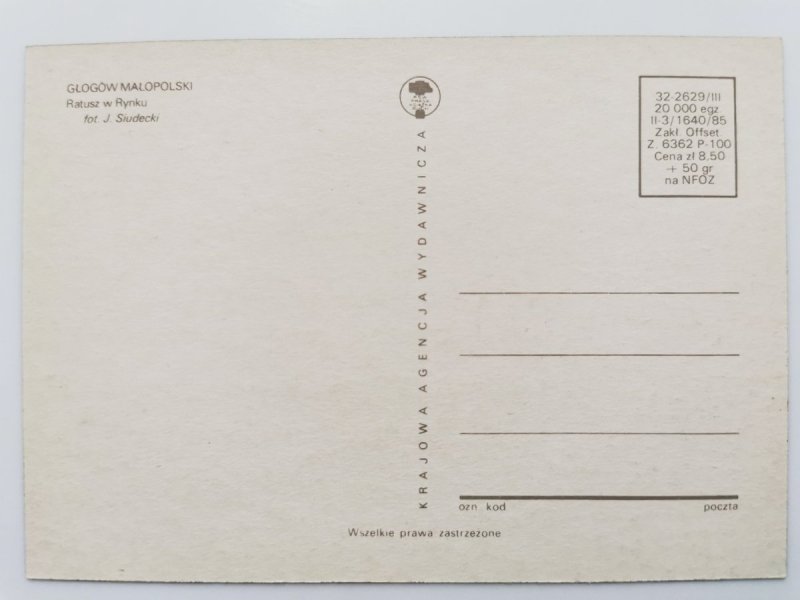 GŁOGÓW MAŁOPOLSKI
Ratusz w Rynku
fot. J. Siudecki
KRAJOWA AGENCJA WYDAWNICZA
32-2629/III
20 000 egz.
II-3/1640/85
Zakł. Offset.
Z. 6362 P-100
Cena zł 8,50
+ 50 gr
na NFOZ
ozn. kod poczta
Wszelkie prawa zastrzeżone